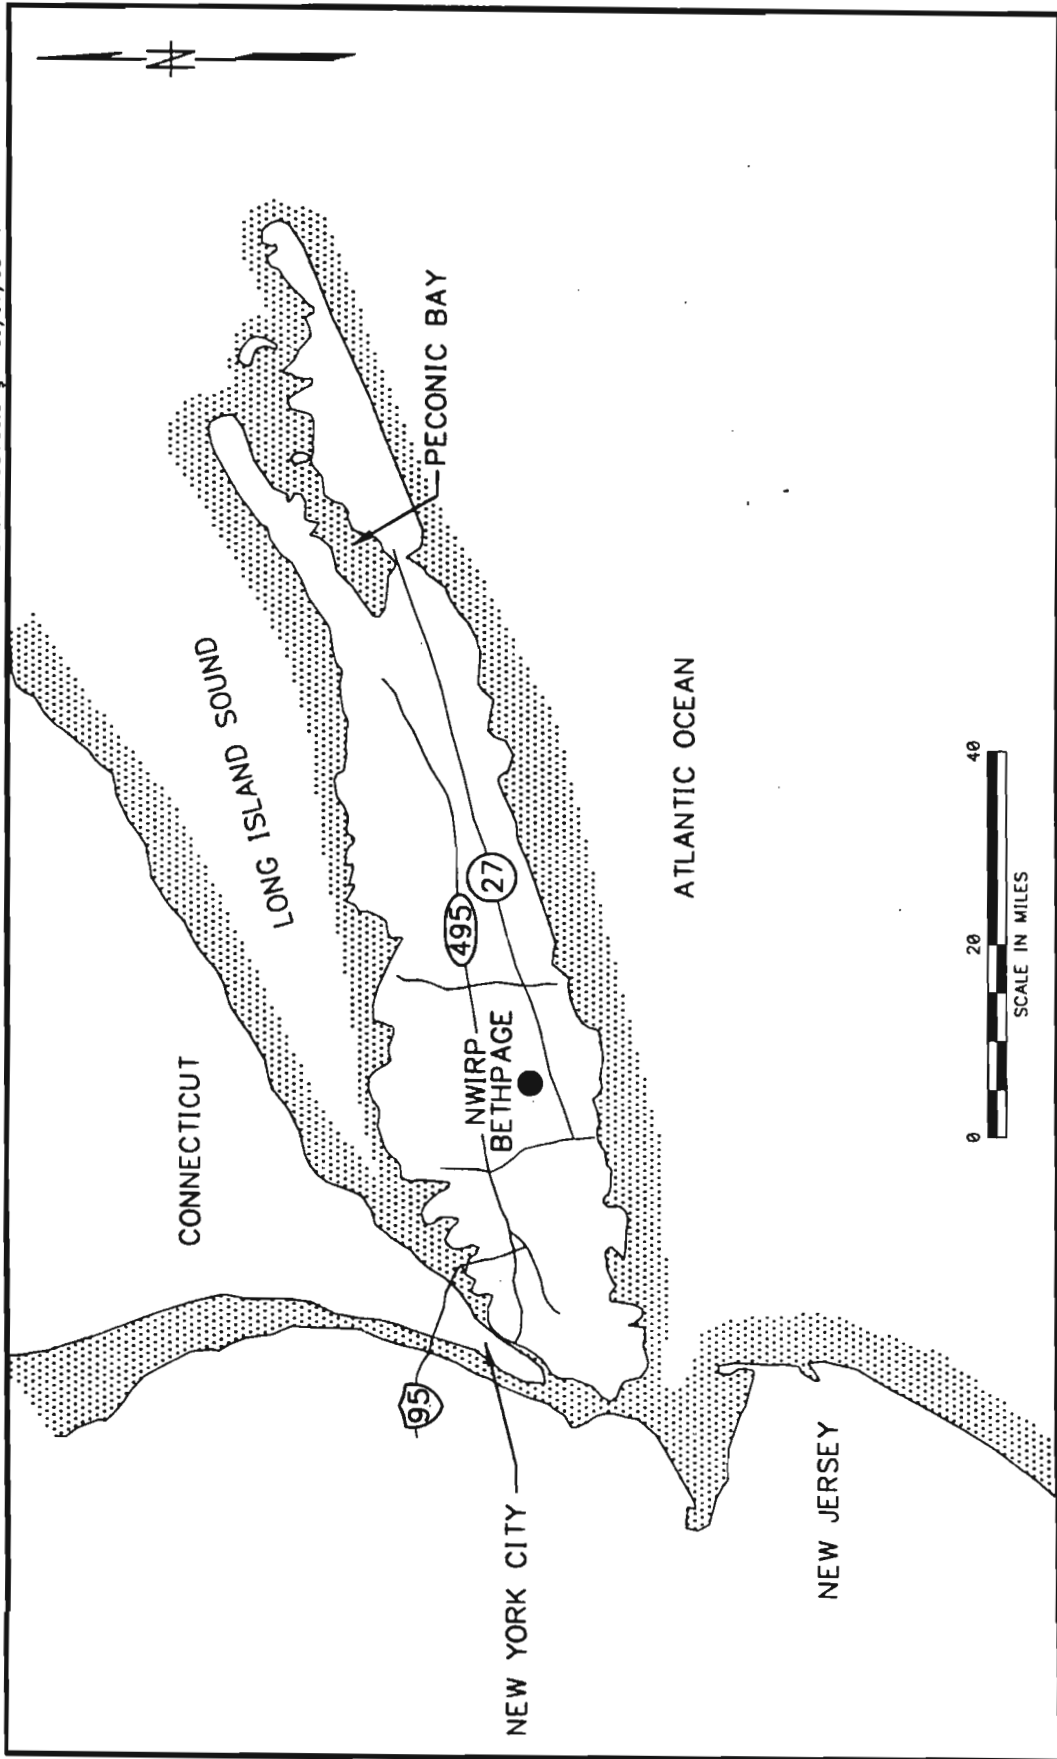 N
CONNECTICUT
LONG ISLAND SOUND
PECONIC BAY
95
495
27
NWIRP
BETHPAGE
NEW YORK CITY
ATLANTIC OCEAN
NEW JERSEY
0 20 40
SCALE IN MILES